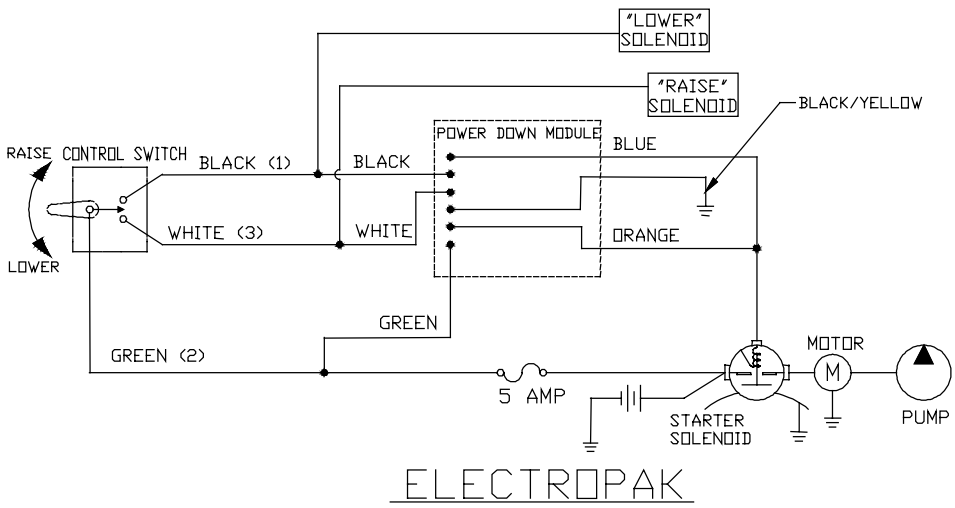 "LOWER"
SOLENOID
"RAISE"
SOLENOID
BLACK/YELLOW
POWER DOWN MODULE
BLUE
RAISE CONTROL SWITCH
BLACK (1)
BLACK
WHITE (3)
WHITE
ORANGE
LOWER
GREEN
GREEN (2)
MOTOR
M
5 AMP
STARTER
SOLENOID
PUMP
ELECTROPAK